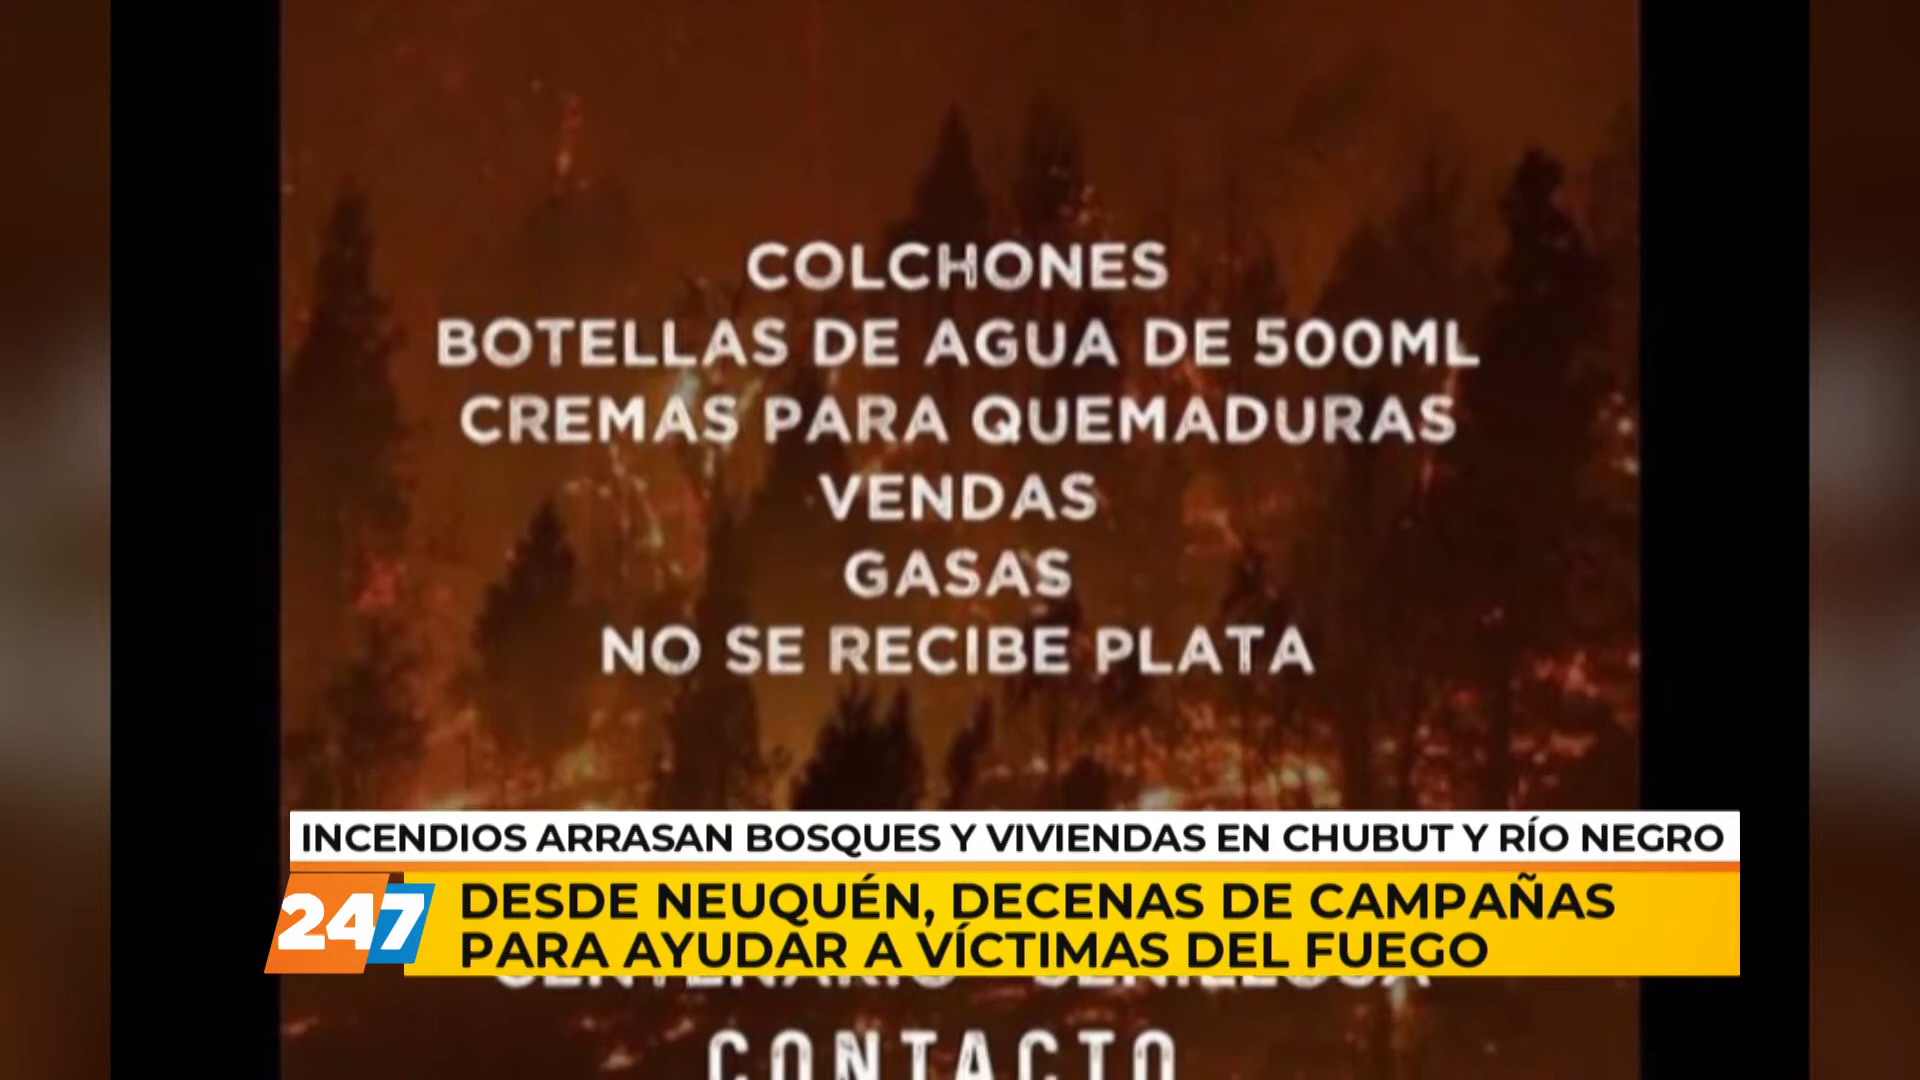 COLCHONES
BOTELLAS DE AGUA DE 500ML
CREMAS PARA QUEMADURAS
VENDAS
GASAS
NO SE RECIBE PLATA
INCENDIOS ARRASAN BOSQUES Y VIVIENDAS EN CHUBUT Y RÍO NEGRO
247
DESDE NEUQUÉN, DECENAS DE CAMPAÑAS
PARA AYUDAR A VÍCTIMAS DEL FUEGO
CONTACTO